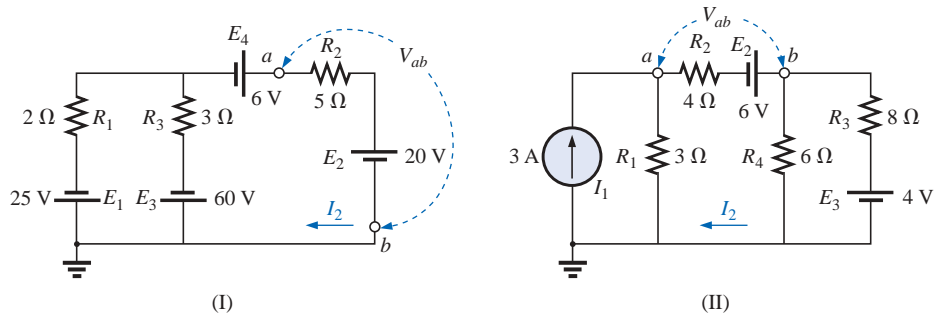 E4
a
R2
Vab
6 V
5 Ω
2 Ω
R1
R3
3 Ω
E2
20 V
25 V
E1
E3
60 V
I2
b
(I)
Vab
a
R2
E2
b
4 Ω
6 V
R3
8 Ω
3 A
I1
R1
3 Ω
R4
6 Ω
E3
4 V
I2
(II)